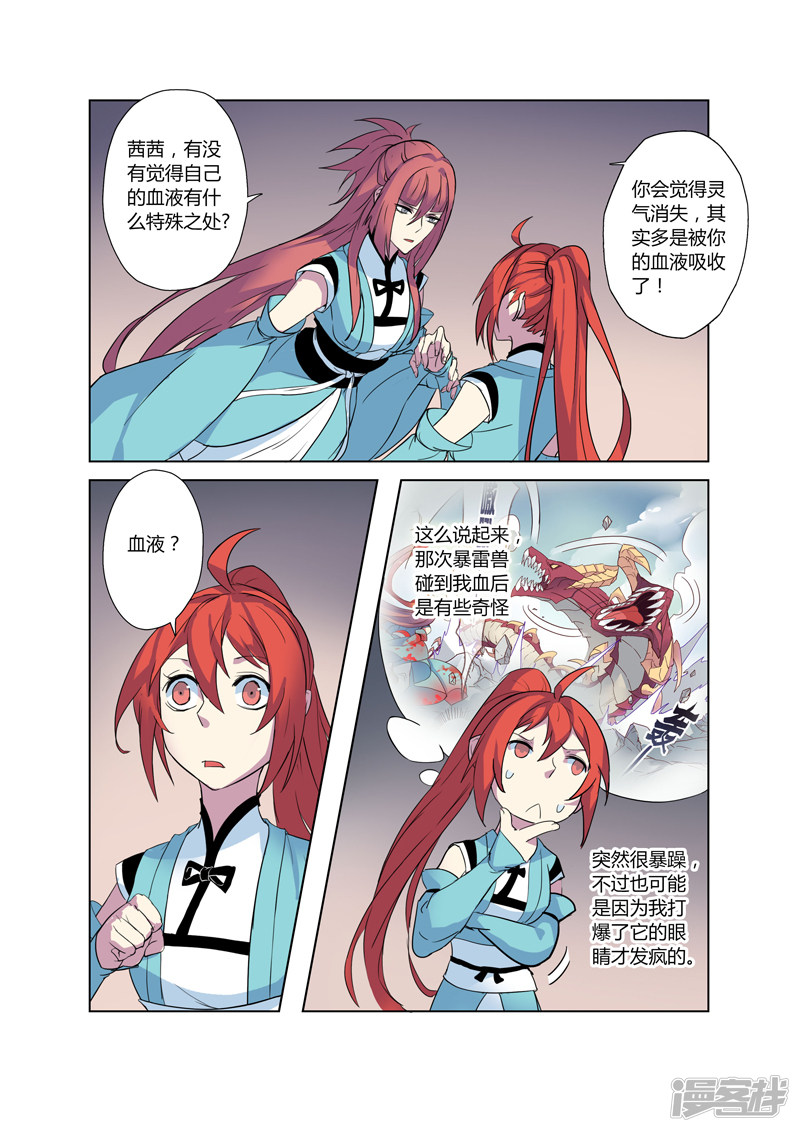 茜茜，有没
有觉得自己
的血液有什
么特殊之处?
你会觉得灵
气消失，其
实多是被你
的血液吸收
了！
血液？
这么说起来，
那次暴雷兽
碰到我血后
是有些奇怪
突然很暴躁，
不过也可能
是因为我打
爆了它的眼
睛才发疯的。
漫客栈